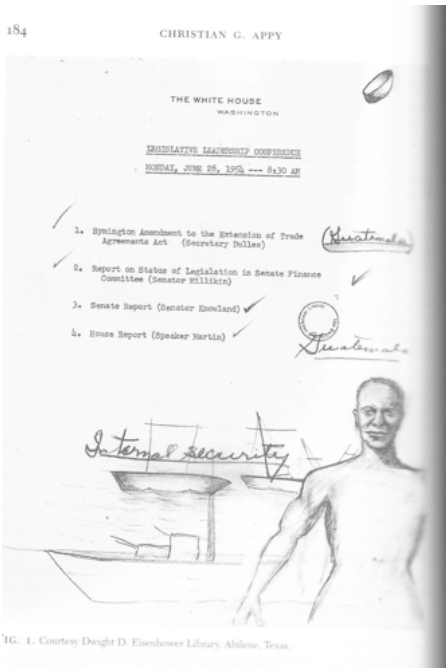 184
CHRISTIAN G. APPY
THE WHITE HOUSE
WASHINGTON
LEGISLATIVE LEADERSHIP CONFERENCE
MONDAY, JUNE 28, 1954 --- 8:30 AM
1. Symington Amendment to the Extension of Trade
Agreements Act (Secretary Dulles)
(Guatemala)
2. Report on Status of Legislation in Senate Finance
Committee (Senator Millikin)
3. Senate Report (Senator Knowland)
4. House Report (Speaker Martin)
Guatemala
Internal security
IG. 1. Courtesy Dwight D. Eisenhower Library, Abilene, Texas.